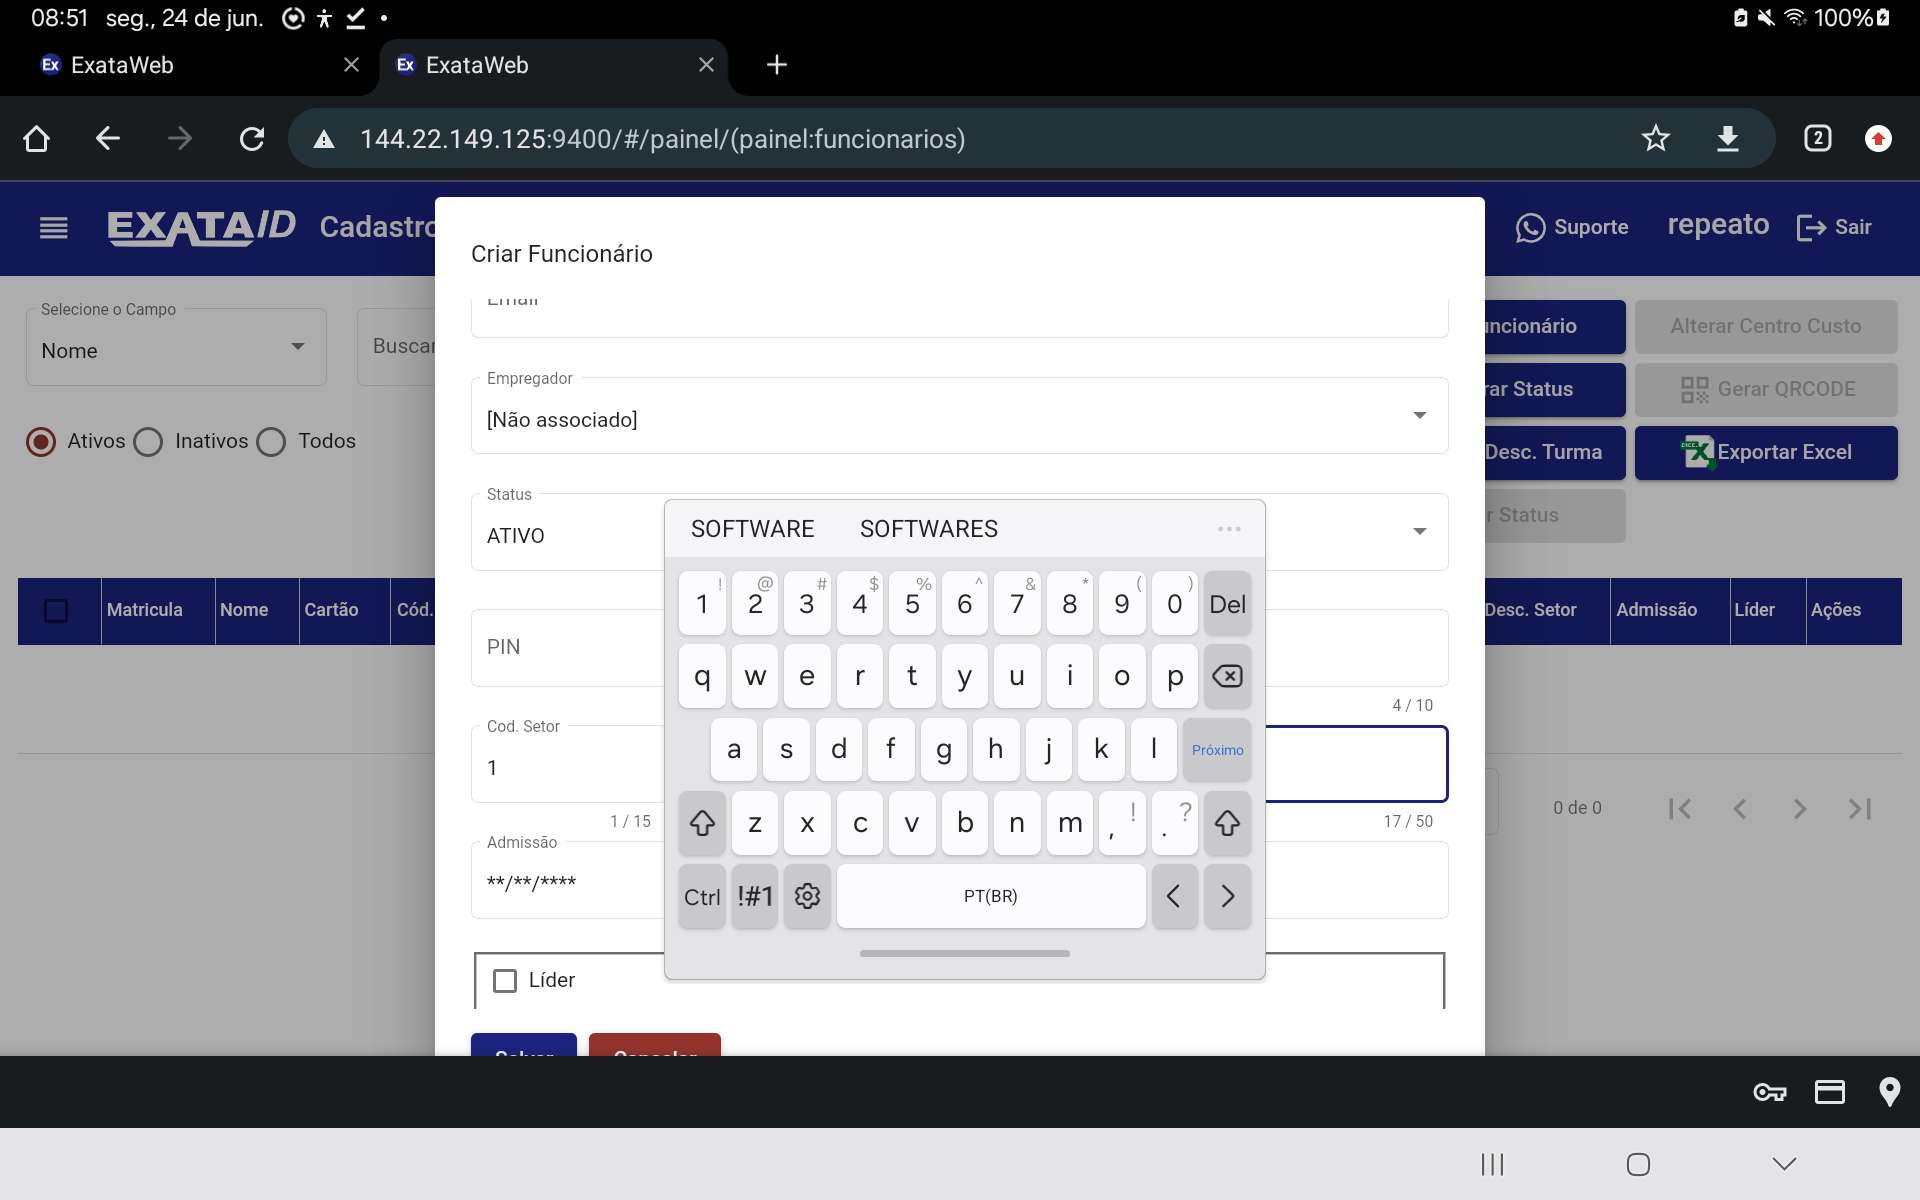 08:51 seg., 24 de jun.
100%
ExataWeb
ExataWeb
144.22.149.125:9400/#/painel/(painel:funcionarios)
2
EXATA/D Cadastro
Suporte
repeato
Sair
Criar Funcionário
Email
Selecione o Campo
Nome
Buscar
Ativos
Inativos
Todos
Empregador
[Não associado]
uncionário
Alterar Centro Custo
rar Status
Gerar QRCODE
Desc. Turma
Exportar Excel
r Status
Status
ATIVO
SOFTWARE SOFTWARES
Matricula
Nome
Cartão
Cód.
Desc. Setor
Admissão
Líder
Ações
PIN
4 / 10
Cod. Setor
1
1 / 15
17 / 50
Admissão
**/**/****
0 de 0
Líder
Salvar
Cancelar
! @ # $ % ^ & * ( )
1 2 3 4 5 6 7 8 9 0 Del
q w e r t y u i o p
a s d f g h j k l Próximo
z x c v b n m , ! . ?
Ctrl !#1 PT(BR) < >